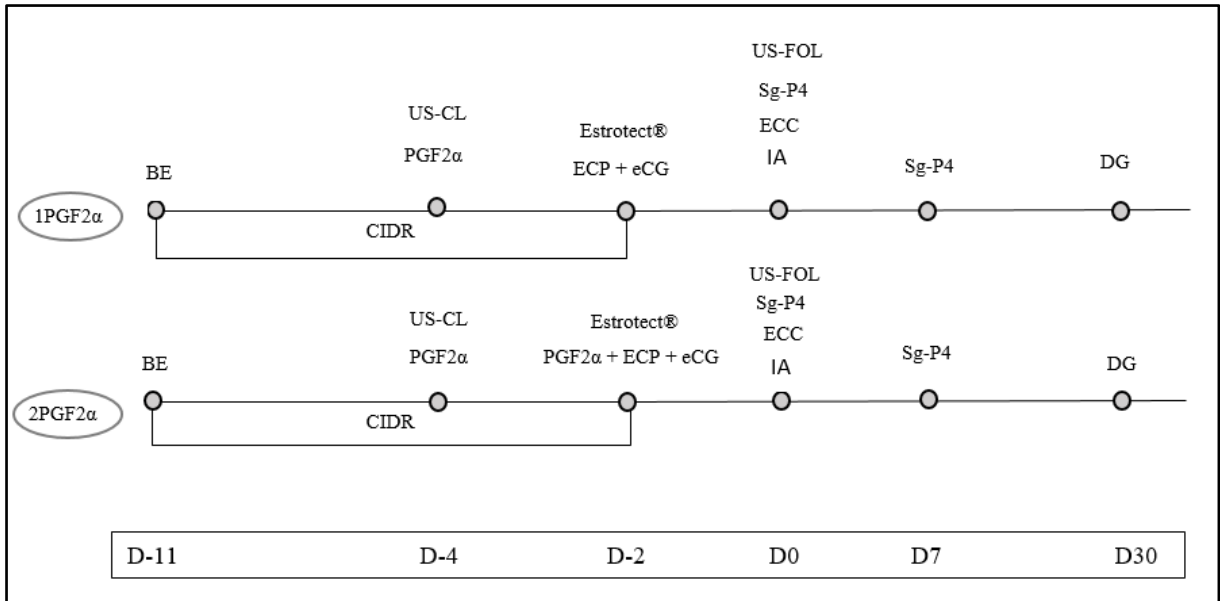 US-FOL
Sg-P4
US-CL
ECC
Estrotect®
PGF2α
IA
ECP + eCG
BE
Sg-P4
DG
1PGF2α
CIDR
US-FOL
Sg-P4
US-CL
Estrotect®
ECC
PGF2α
PGF2α + ECP + eCG
IA
Sg-P4
BE
DG
2PGF2α
CIDR
D-11 D-4 D-2 D0 D7 D30